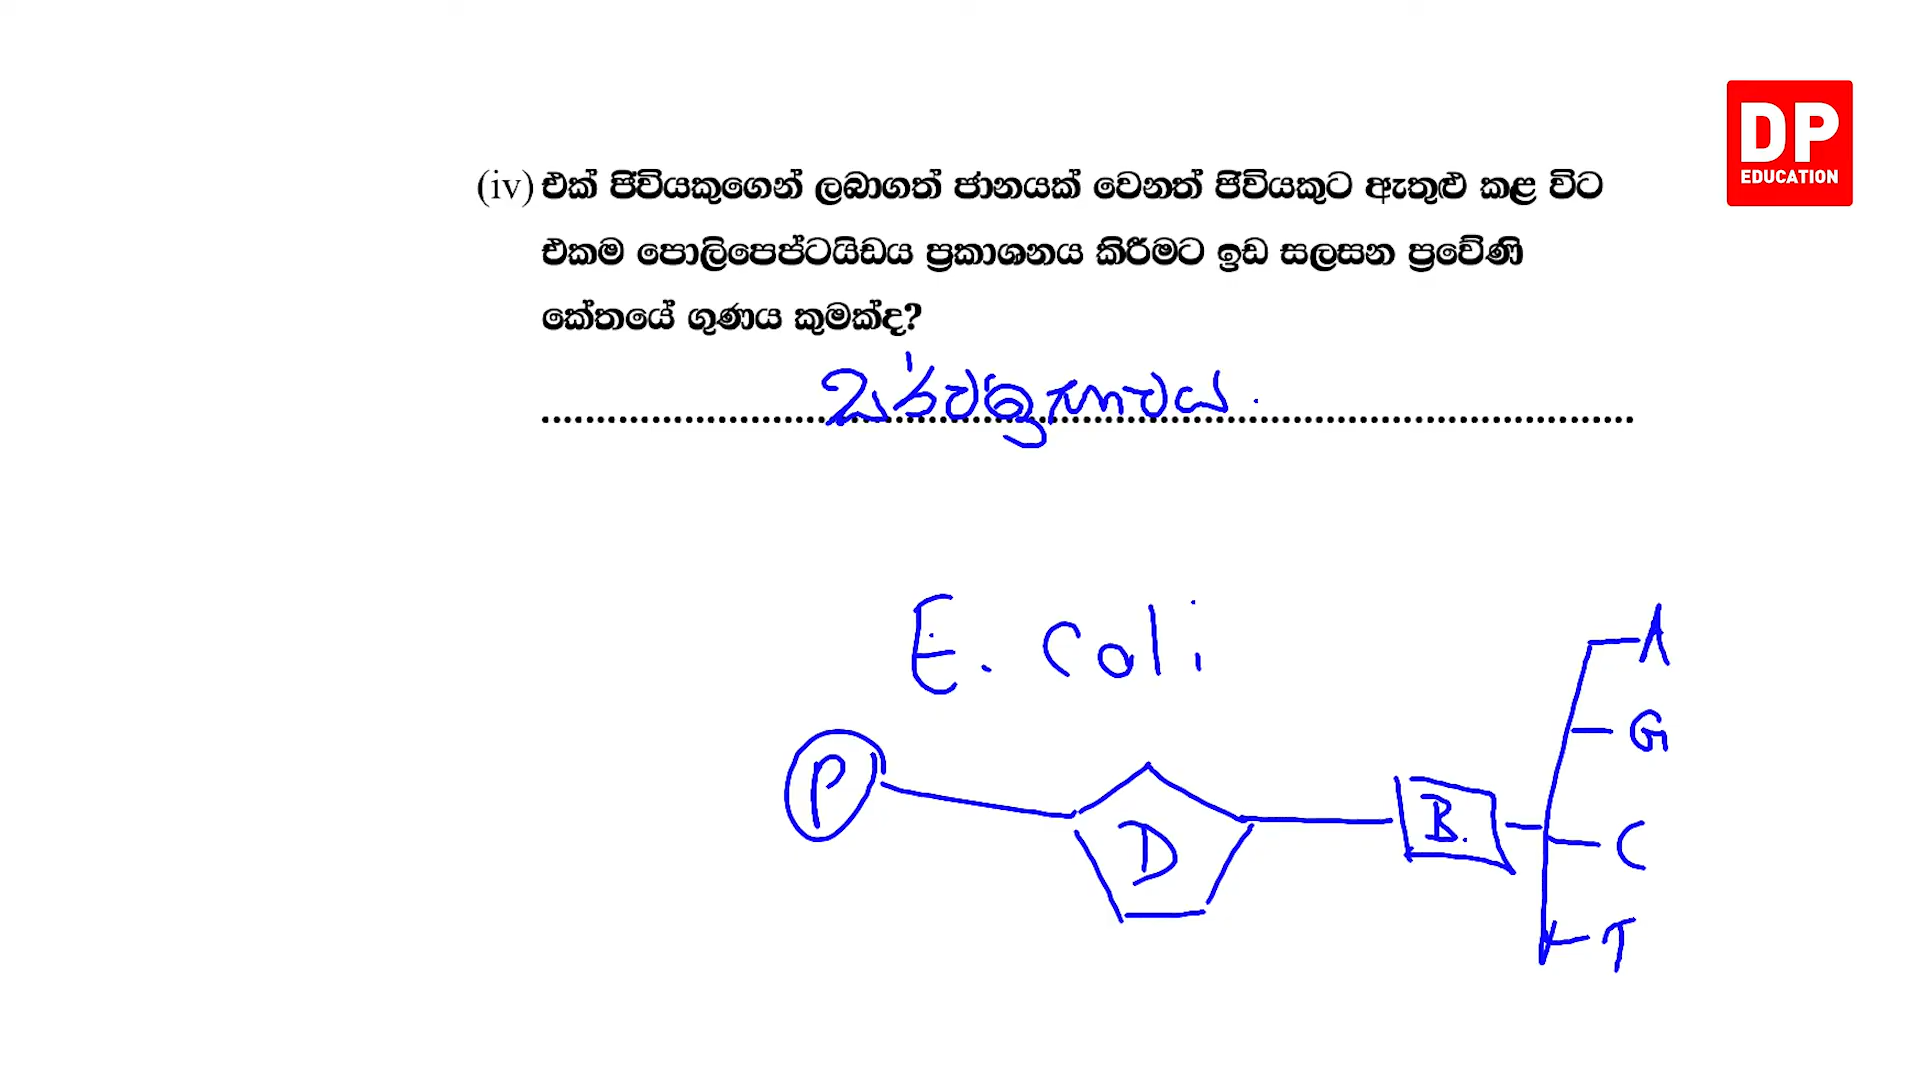 DP
EDUCATION
(iv) එක් ජීවියකුගෙන් ලබාගත් ජානයක් වෙනත් ජීවියකුට ඇතුළු කළ විට
එකම පොලිපෙප්ටයිඩය ප්‍රකාශනය කිරීමට ඉඩ සලසන ප්‍රවේණි
කේතයේ ගුණය කුමක්ද?
සර්වත්‍රභාවය.
E. coli
A
G
P
D
B.
C
T